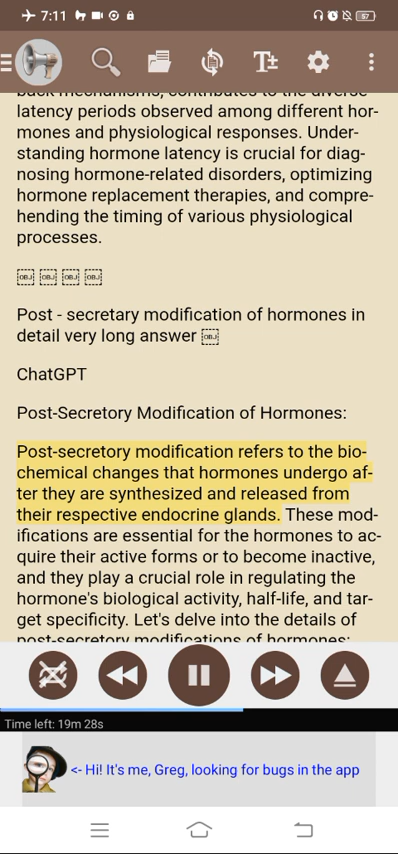 7:11
57
T±
basic mechanisms, contributes to the diverse
latency periods observed among different hor-
mones and physiological responses. Under-
standing hormone latency is crucial for diag-
nosing hormone-related disorders, optimizing
hormone replacement therapies, and compre-
hending the timing of various physiological
processes.
OBJ OBJ OBJ OBJ
Post - secretary modification of hormones in
detail very long answer OBJ
ChatGPT
Post-Secretory Modification of Hormones:
Post-secretory modification refers to the bio-
chemical changes that hormones undergo af-
ter they are synthesized and released from
their respective endocrine glands. These mod-
ifications are essential for the hormones to ac-
quire their active forms or to become inactive,
and they play a crucial role in regulating the
hormone's biological activity, half-life, and tar-
get specificity. Let's delve into the details of
post-secretory modifications of hormones:
Time left: 19m 28s
<- Hi! It's me, Greg, looking for bugs in the app